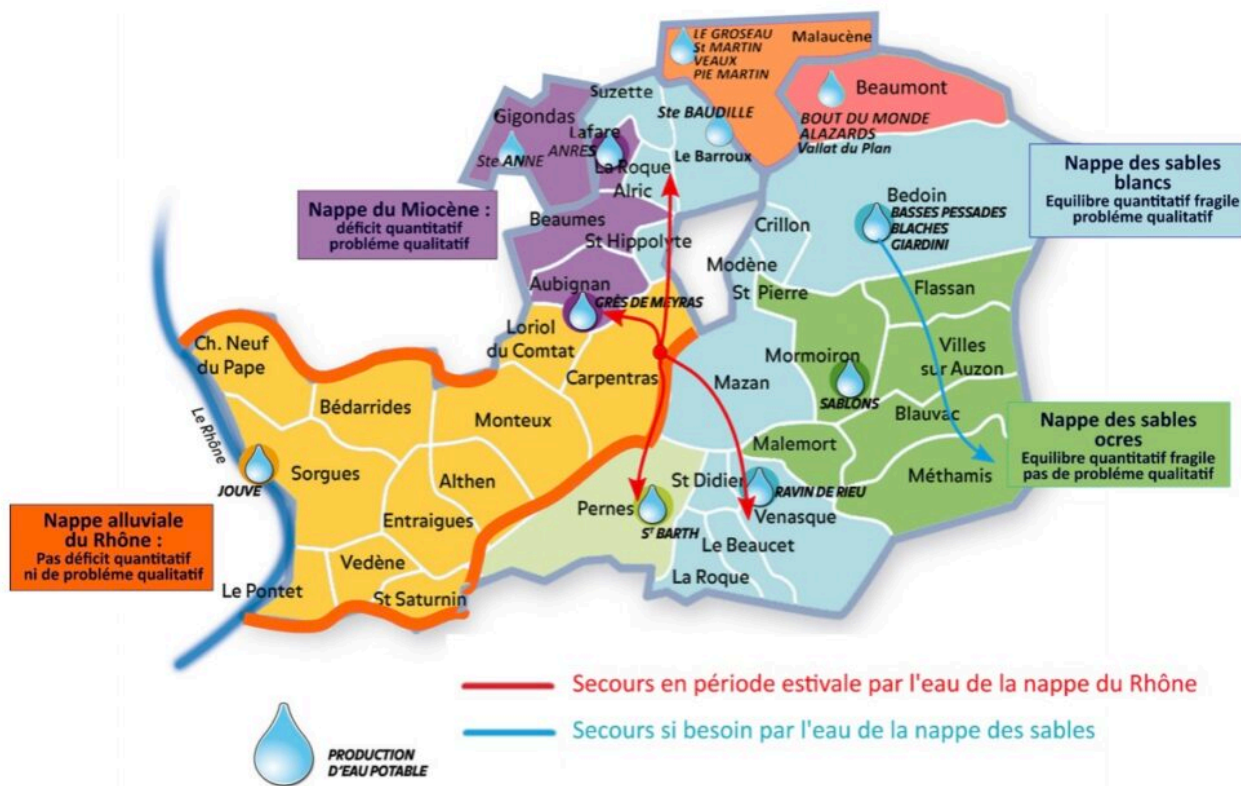 LE GROSEAU
St MARTIN
VEAUX
PIE MARTIN
Malaucène
Beaumont
BOUT DU MONDE
ALAZARDS
Vallat du Plan
Suzette
Ste BAUDILLE
Gigondas
Lafare
ANRES
Ste ANNE
Le Barroux
La Roque
Alric
Nappe des sables
blancs
Equilibre quantitatif fragile
probléme qualitatif
Bedoin
BASSES PESSADES
BLACHES
GIARDINI
Nappe du Miocène :
déficit quantitatif
probléme qualitatif
Beaumes
St Hippolyte
Crillon
Modène
St Pierre
Aubignan
GRÈS DE MEYRAS
Flassan
Loriol
du Comtat
Ch. Neuf
du Pape
Carpentras
Mormoiron
SABLONS
Villes
sur Auzon
Mazan
Bédarrides
Monteux
Blauvac
Le Rhône
Malemort
Nappe des sables
ocres
Equilibre quantitatif fragile
pas de probléme qualitatif
Méthamis
Sorgues
JOUVE
Althen
St Didier
RAVIN DE RIEU
Venasque
Pernes
ST BARTH
Entraigues
Le Beaucet
La Roque
Nappe alluviale
du Rhône :
Pas déficit quantitatif
ni de probléme qualitatif
Vedène
Le Pontet
St Saturnin
Secours en période estivale par l'eau de la nappe du Rhône
Secours si besoin par l'eau de la nappe des sables
PRODUCTION
D'EAU POTABLE